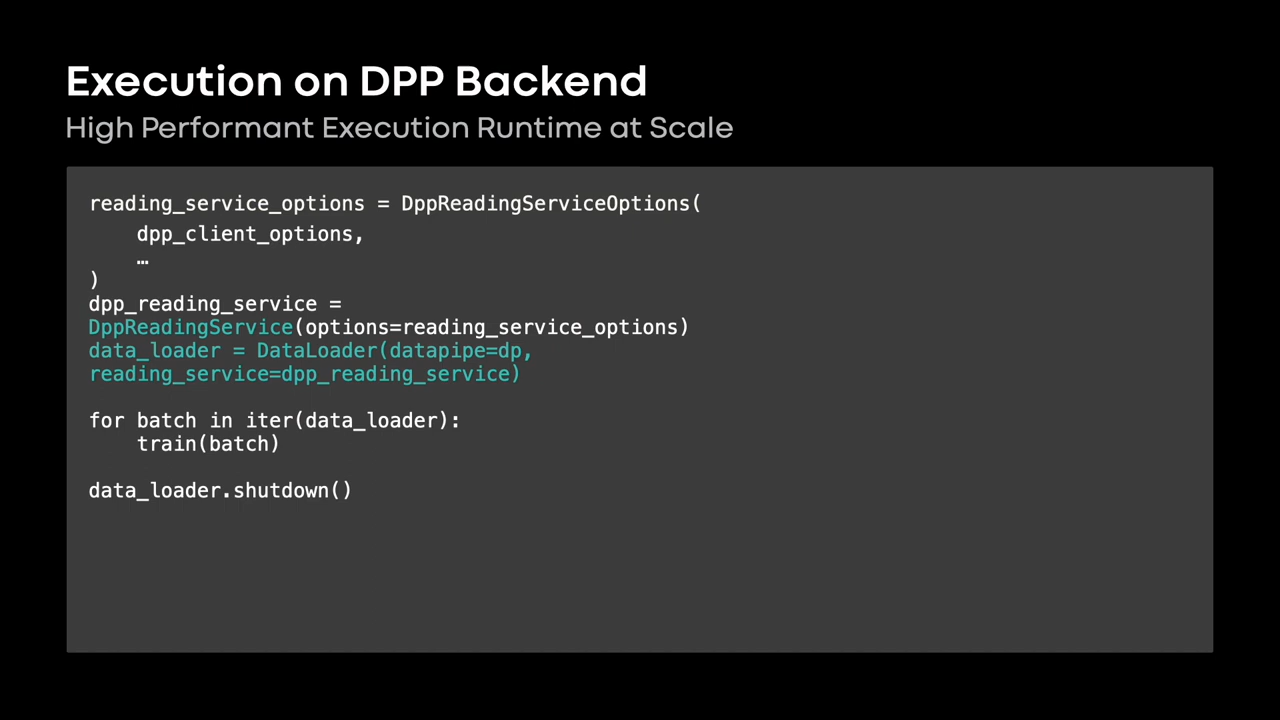 Execution on DPP Backend
High Performant Execution Runtime at Scale
reading_service_options = DppReadingServiceOptions(
    dpp_client_options,
    …
)
dpp_reading_service =
DppReadingService(options=reading_service_options)
data_loader = DataLoader(datapipe=dp,
reading_service=dpp_reading_service)
for batch in iter(data_loader):
    train(batch)
data_loader.shutdown()